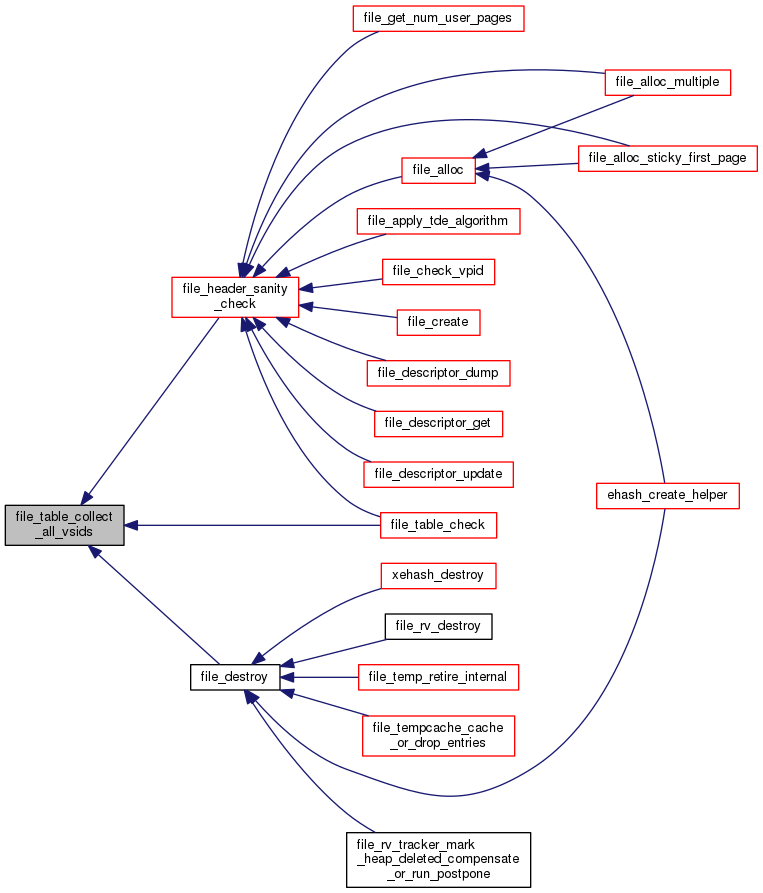 file_get_num_user_pages
file_alloc_multiple
file_alloc_sticky_first_page
file_alloc
file_apply_tde_algorithm
file_check_vpid
file_header_sanity
_check
file_create
file_descriptor_dump
file_descriptor_get
file_descriptor_update
ehash_create_helper
file_table_collect
_all_vsids
file_table_check
xehash_destroy
file_rv_destroy
file_destroy
file_temp_retire_internal
file_tempcache_cache
_or_drop_entries
file_rv_tracker_mark
_heap_deleted_compensate
_or_run_postpone